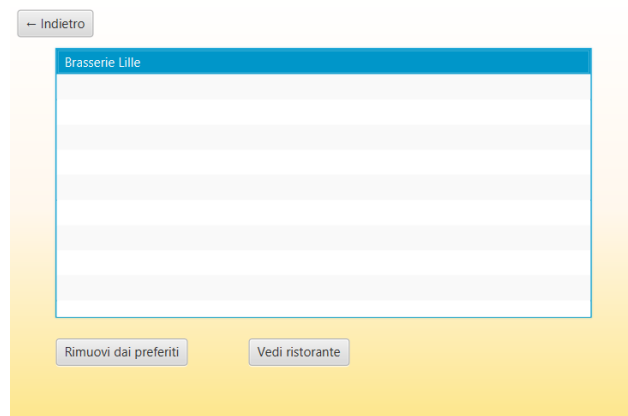 ← Indietro
Brasserie Lille
Rimuovi dai preferiti
Vedi ristorante